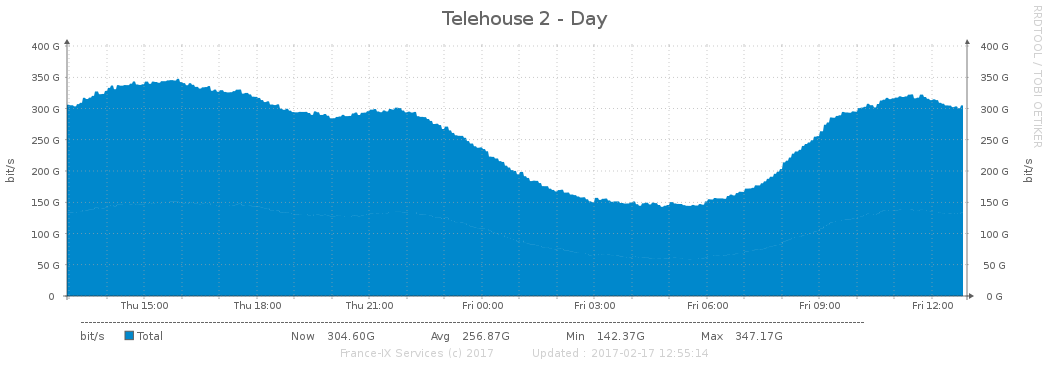 Telehouse 2 - Day
RRDTOOL / TOBI OETIKER
400 G 400 G
350 G 350 G
300 G 300 G
250 G 250 G
200 G 200 G
150 G 150 G
100 G 100 G
50 G 50 G
0 0 G
bit/s bit/s
Thu 15:00 Thu 18:00 Thu 21:00 Fri 00:00 Fri 03:00 Fri 06:00 Fri 09:00 Fri 12:00
bit/s Total Now 304.60G Avg 256.87G Min 142.37G Max 347.17G
France-IX Services (c) 2017 Updated : 2017-02-17 12:55:14